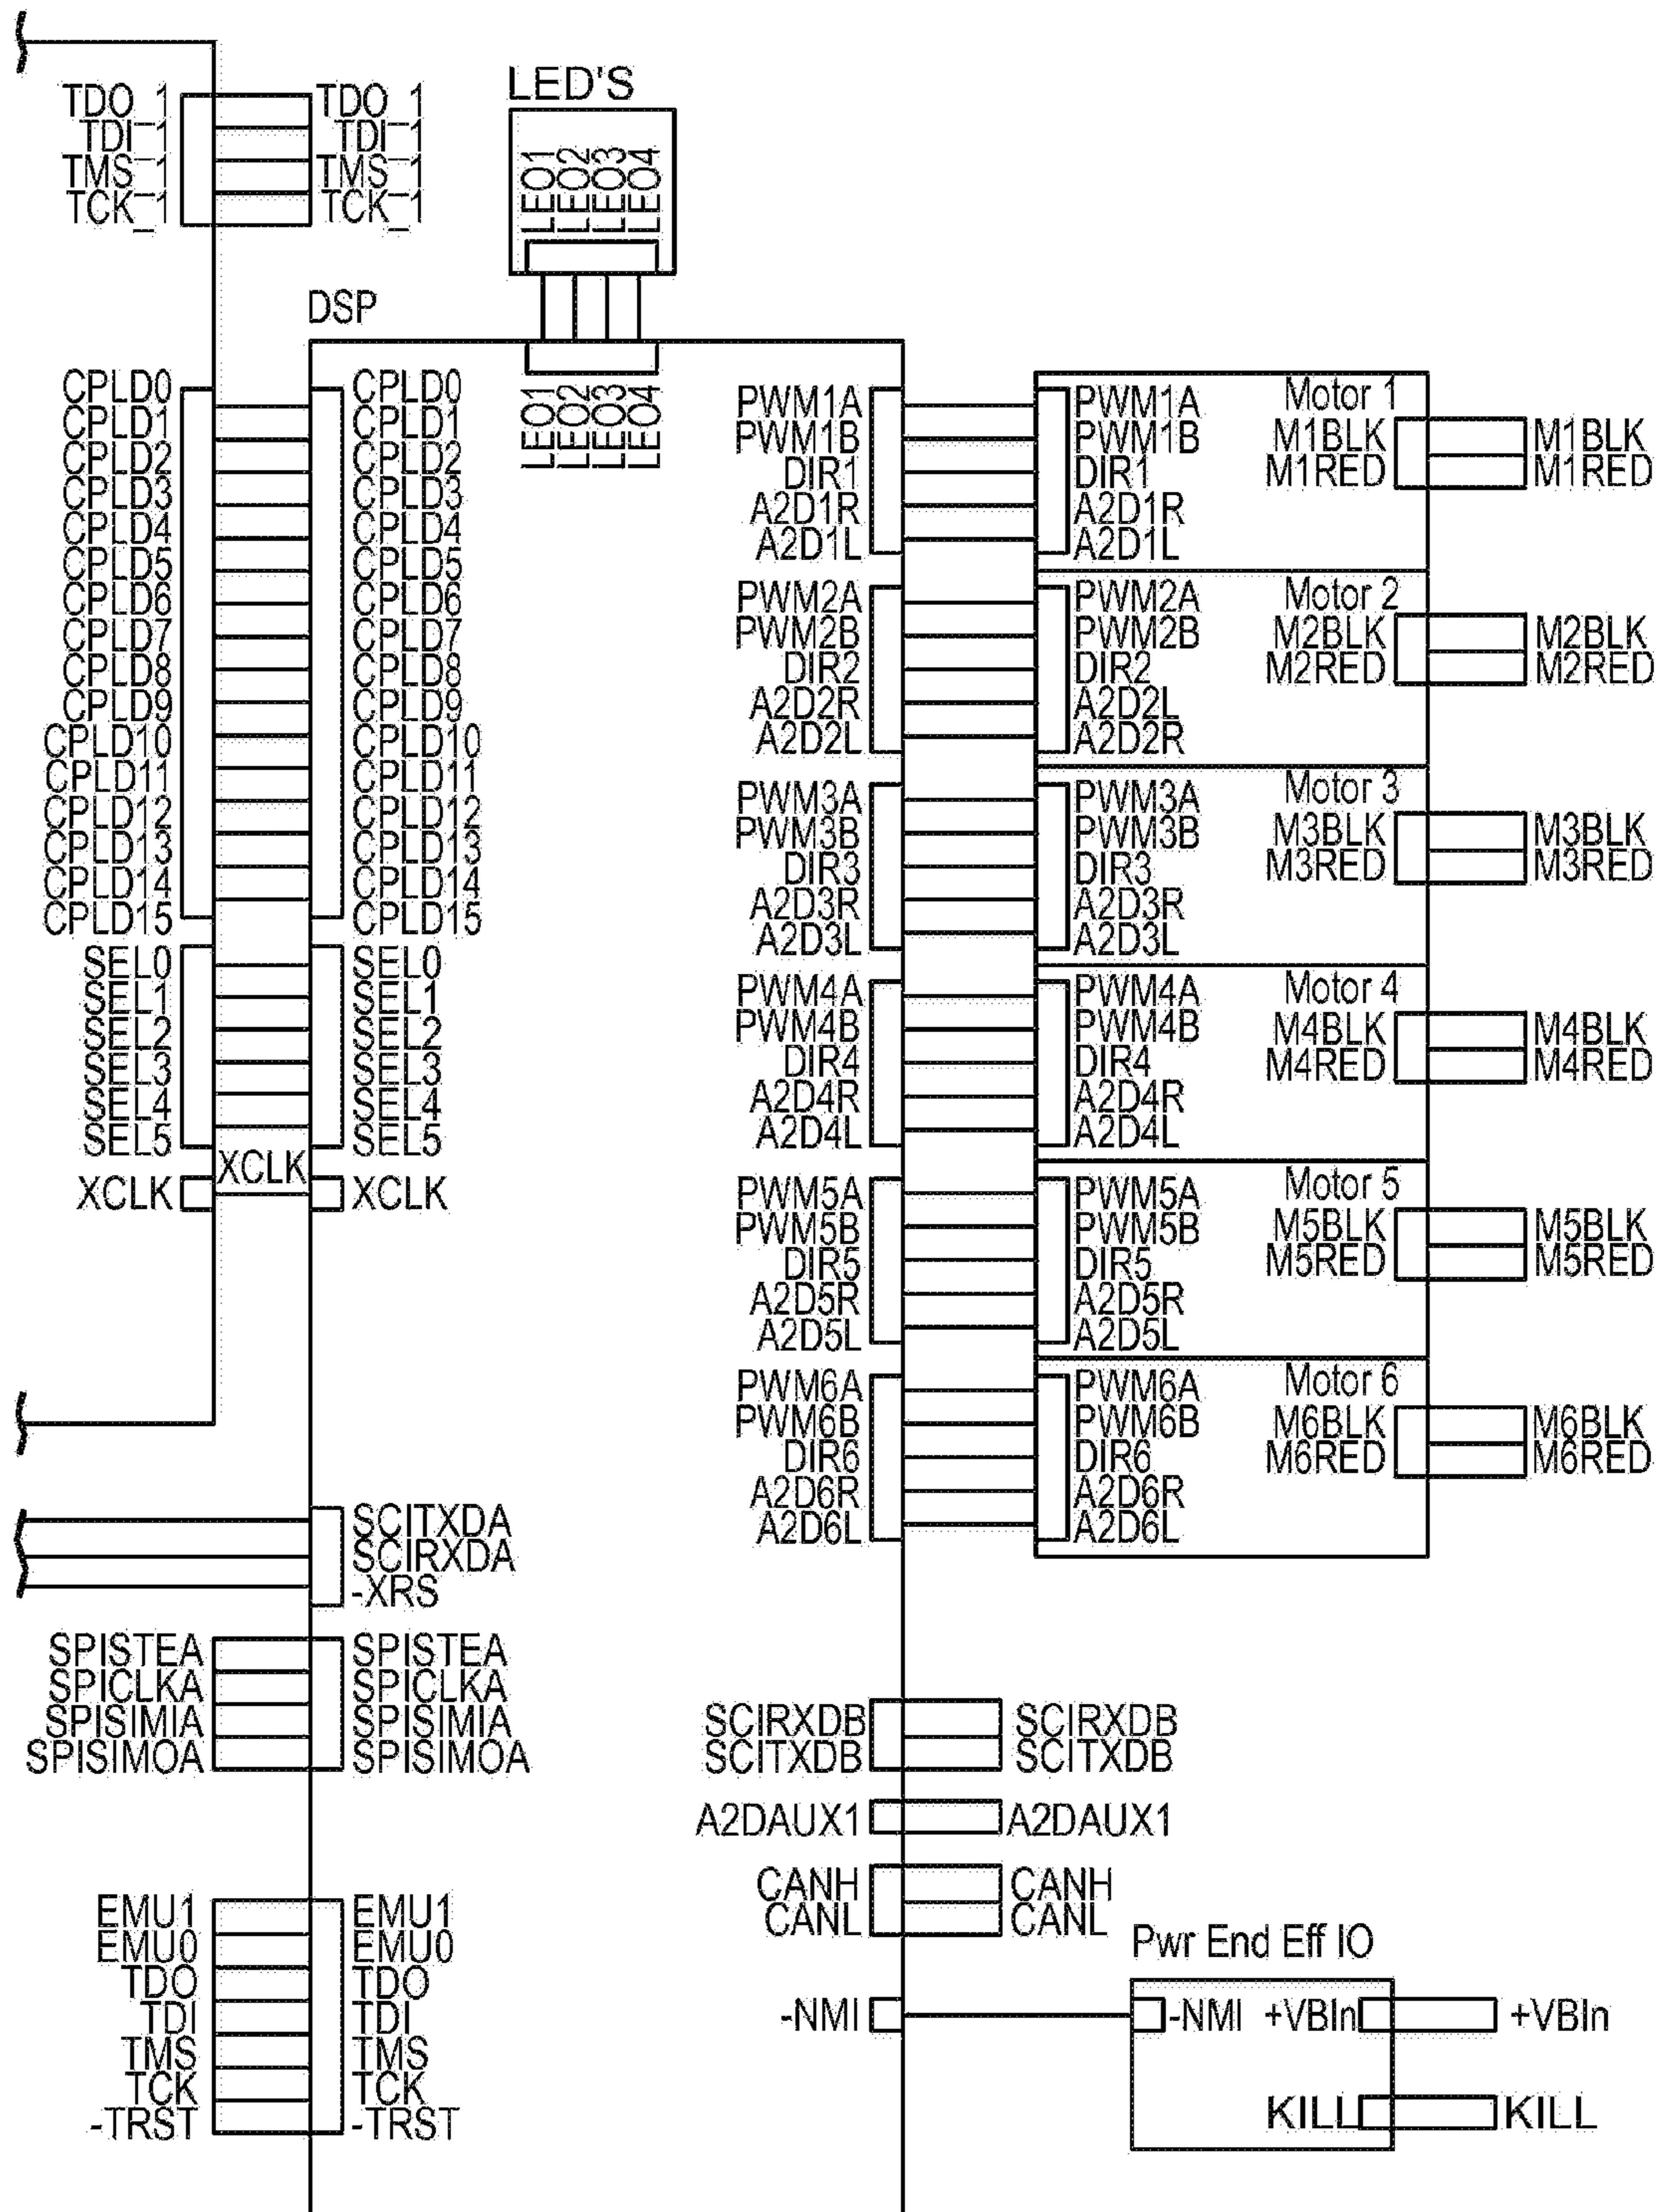 TDO_1
TDI_1
TMS_1
TCK_1
TDO_1
TDI_1
TMS_1
TCK_1
LED'S
LEO1
LEO2
LEO3
LEO4
DSP
LEO1
LEO2
LEO3
LEO4
CPLD0
CPLD1
CPLD2
CPLD3
CPLD4
CPLD5
CPLD6
CPLD7
CPLD8
CPLD9
CPLD10
CPLD11
CPLD12
CPLD13
CPLD14
CPLD15
CPLD0
CPLD1
CPLD2
CPLD3
CPLD4
CPLD5
CPLD6
CPLD7
CPLD8
CPLD9
CPLD10
CPLD11
CPLD12
CPLD13
CPLD14
CPLD15
SEL0
SEL1
SEL2
SEL3
SEL4
SEL5
SEL0
SEL1
SEL2
SEL3
SEL4
SEL5
XCLK
XCLK
XCLK
SCITXDA
SCIRXDA
-XRS
SPISTEA
SPICLKA
SPISIMIA
SPISIMOA
SPISTEA
SPICLKA
SPISIMIA
SPISIMOA
EMU1
EMU0
TDO
TDI
TMS
TCK
-TRST
EMU1
EMU0
TDO
TDI
TMS
TCK
-TRST
PWM1A
PWM1B
DIR1
A2D1R
A2D1L
PWM1A
PWM1B
DIR1
A2D1R
A2D1L
Motor 1
M1BLK
M1RED
M1BLK
M1RED
PWM2A
PWM2B
DIR2
A2D2R
A2D2L
PWM2A
PWM2B
DIR2
A2D2L
A2D2R
Motor 2
M2BLK
M2RED
M2BLK
M2RED
PWM3A
PWM3B
DIR3
A2D3R
A2D3L
PWM3A
PWM3B
DIR3
A2D3R
A2D3L
Motor 3
M3BLK
M3RED
M3BLK
M3RED
PWM4A
PWM4B
DIR4
A2D4R
A2D4L
PWM4A
PWM4B
DIR4
A2D4R
A2D4L
Motor 4
M4BLK
M4RED
M4BLK
M4RED
PWM5A
PWM5B
DIR5
A2D5R
A2D5L
PWM5A
PWM5B
DIR5
A2D5R
A2D5L
Motor 5
M5BLK
M5RED
M5BLK
M5RED
PWM6A
PWM6B
DIR6
A2D6R
A2D6L
PWM6A
PWM6B
DIR6
A2D6R
A2D6L
Motor 6
M6BLK
M6RED
M6BLK
M6RED
SCIRXDB
SCITXDB
SCIRXDB
SCITXDB
A2DAUX1
A2DAUX1
CANH
CANL
CANH
CANL
Pwr End Eff IO
-NMI
-NMI
+VBIn
+VBIn
KILL
KILL